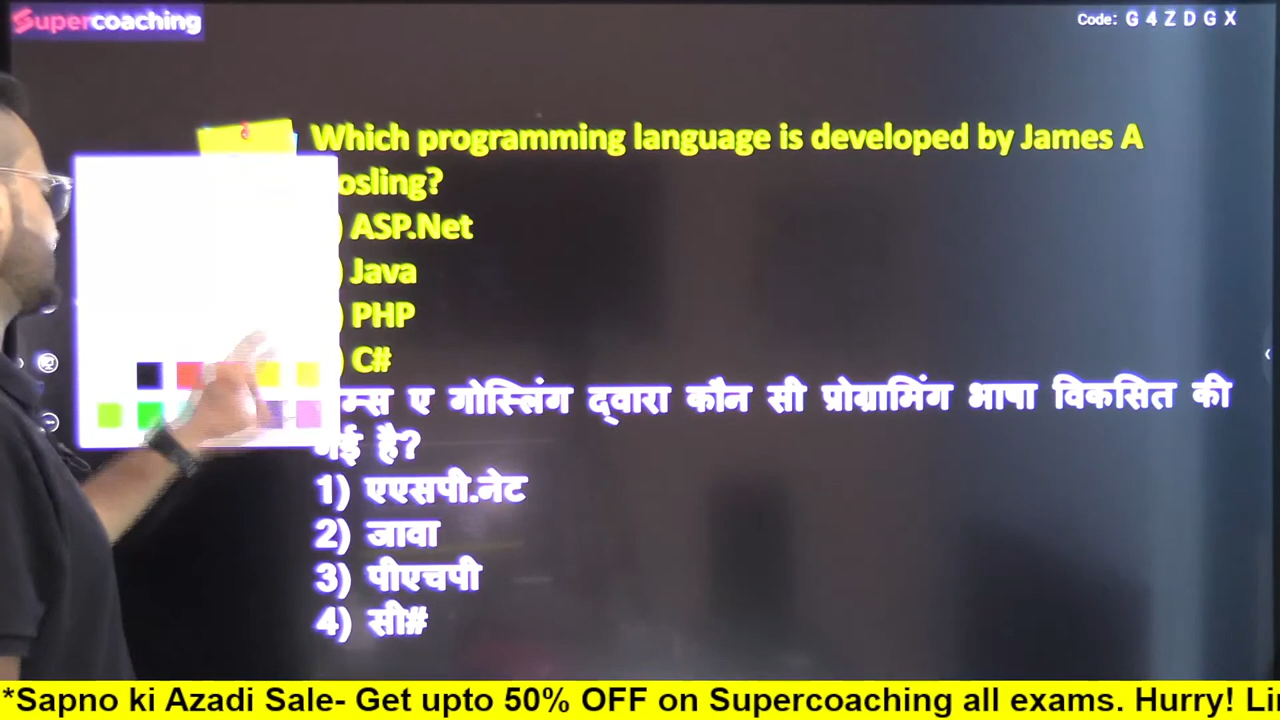 Supercoaching
Code: G 4 Z D G X
Which programming language is developed by James A
osling?
) ASP.Net
) Java
) PHP
) C#
म्स ए गोस्लिंग द्वारा कौन सी प्रोग्रामिंग भाषा विकसित की
गई है?
1) एएसपी.नेट
2) जावा
3) पीएचपी
4) सी#
*Sapno ki Azadi Sale- Get upto 50% OFF on Supercoaching all exams. Hurry! Li